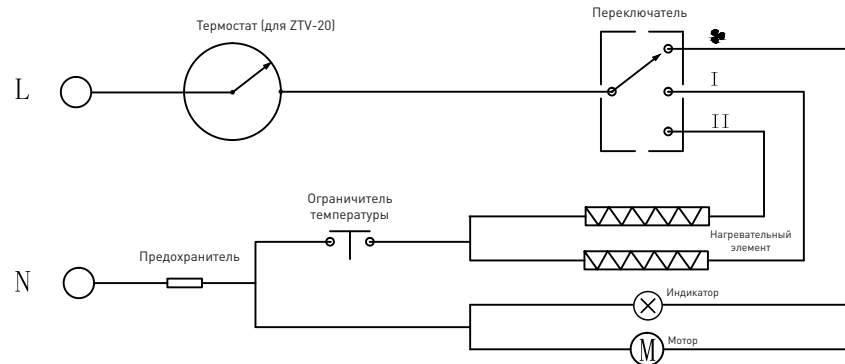 Переключатель
Термостат (для ZTV-20)
L
I
II
Ограничитель
температуры
Нагревательный
элемент
Предохранитель
N
Индикатор
Мотор
M